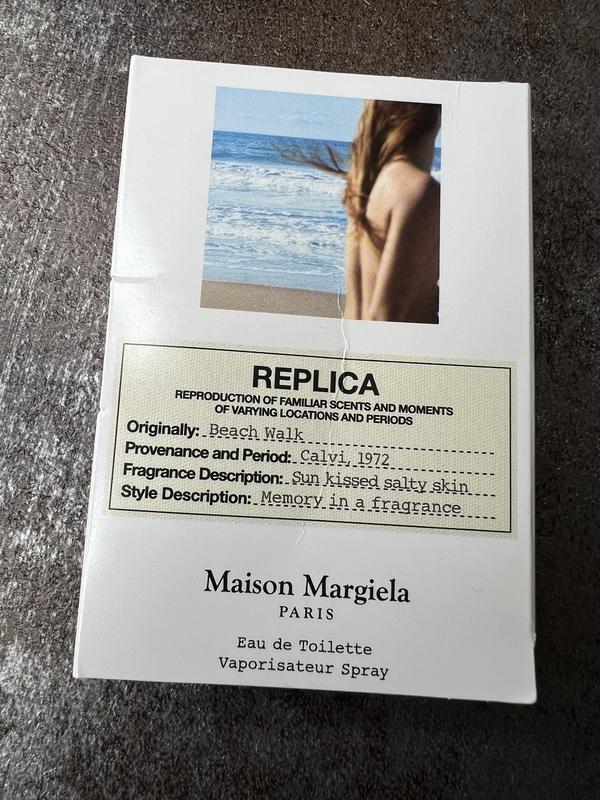 REPLICA
REPRODUCTION OF FAMILIAR SCENTS AND MOMENTS
OF VARYING LOCATIONS AND PERIODS
Originally: Beach Walk
Provenance and Period: Calvi, 1972
Fragrance Description: Sun kissed salty skin
Style Description: Memory in a fragrance
Maison Margiela
PARIS
Eau de Toilette
Vaporisateur Spray